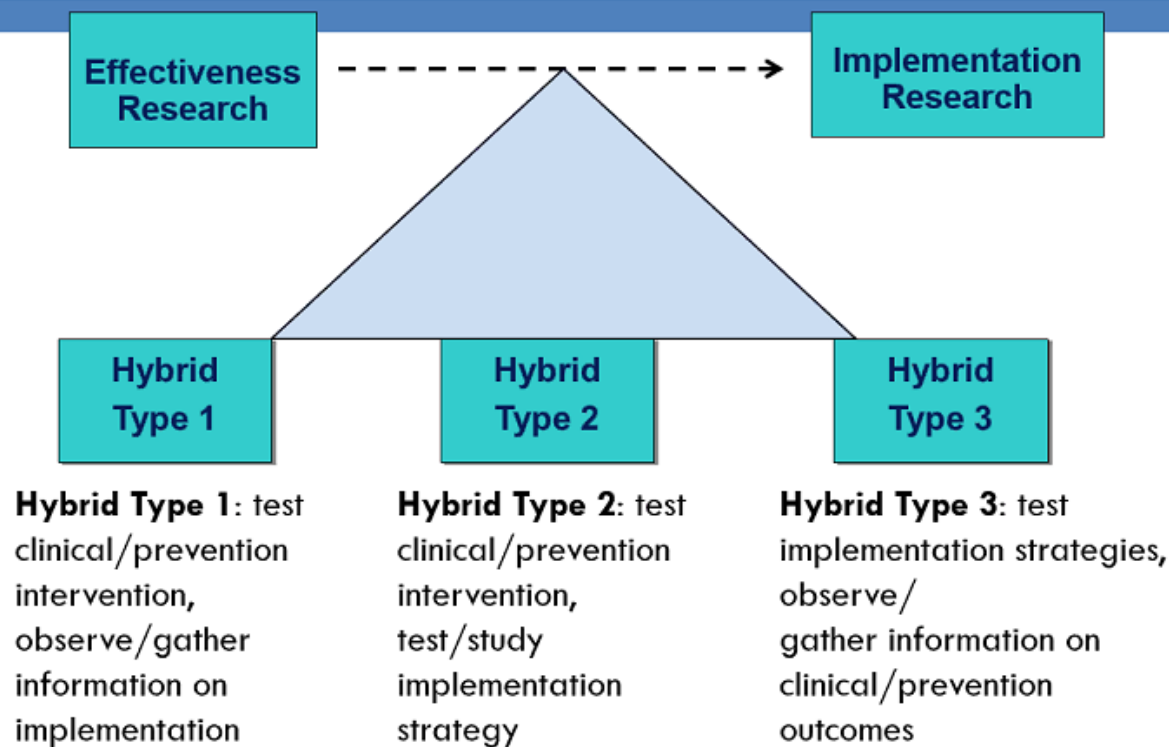 Effectiveness
Research
Implementation
Research
Hybrid
Type 1
Hybrid
Type 2
Hybrid
Type 3
Hybrid Type 1: test
clinical/prevention
intervention,
observe/gather
information on
implementation
Hybrid Type 2: test
clinical/prevention
intervention,
test/study
implementation
strategy
Hybrid Type 3: test
implementation strategies,
observe/
gather information on
clinical/prevention
outcomes